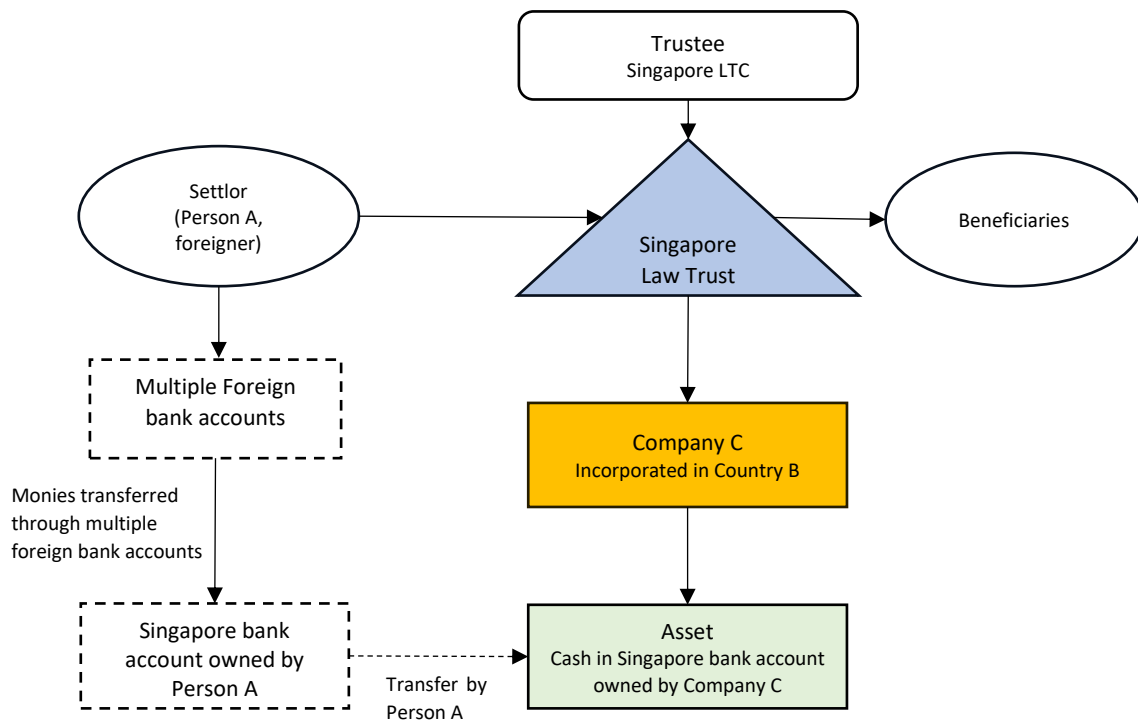 Trustee
Singapore LTC
Settlor
(Person A,
foreigner)
Singapore
Law Trust
Beneficiaries
Multiple Foreign
bank accounts
Company C
Incorporated in Country B
Monies transferred
through multiple
foreign bank accounts
Singapore bank
account owned by
Person A
Transfer by
Person A
Asset
Cash in Singapore bank account
owned by Company C